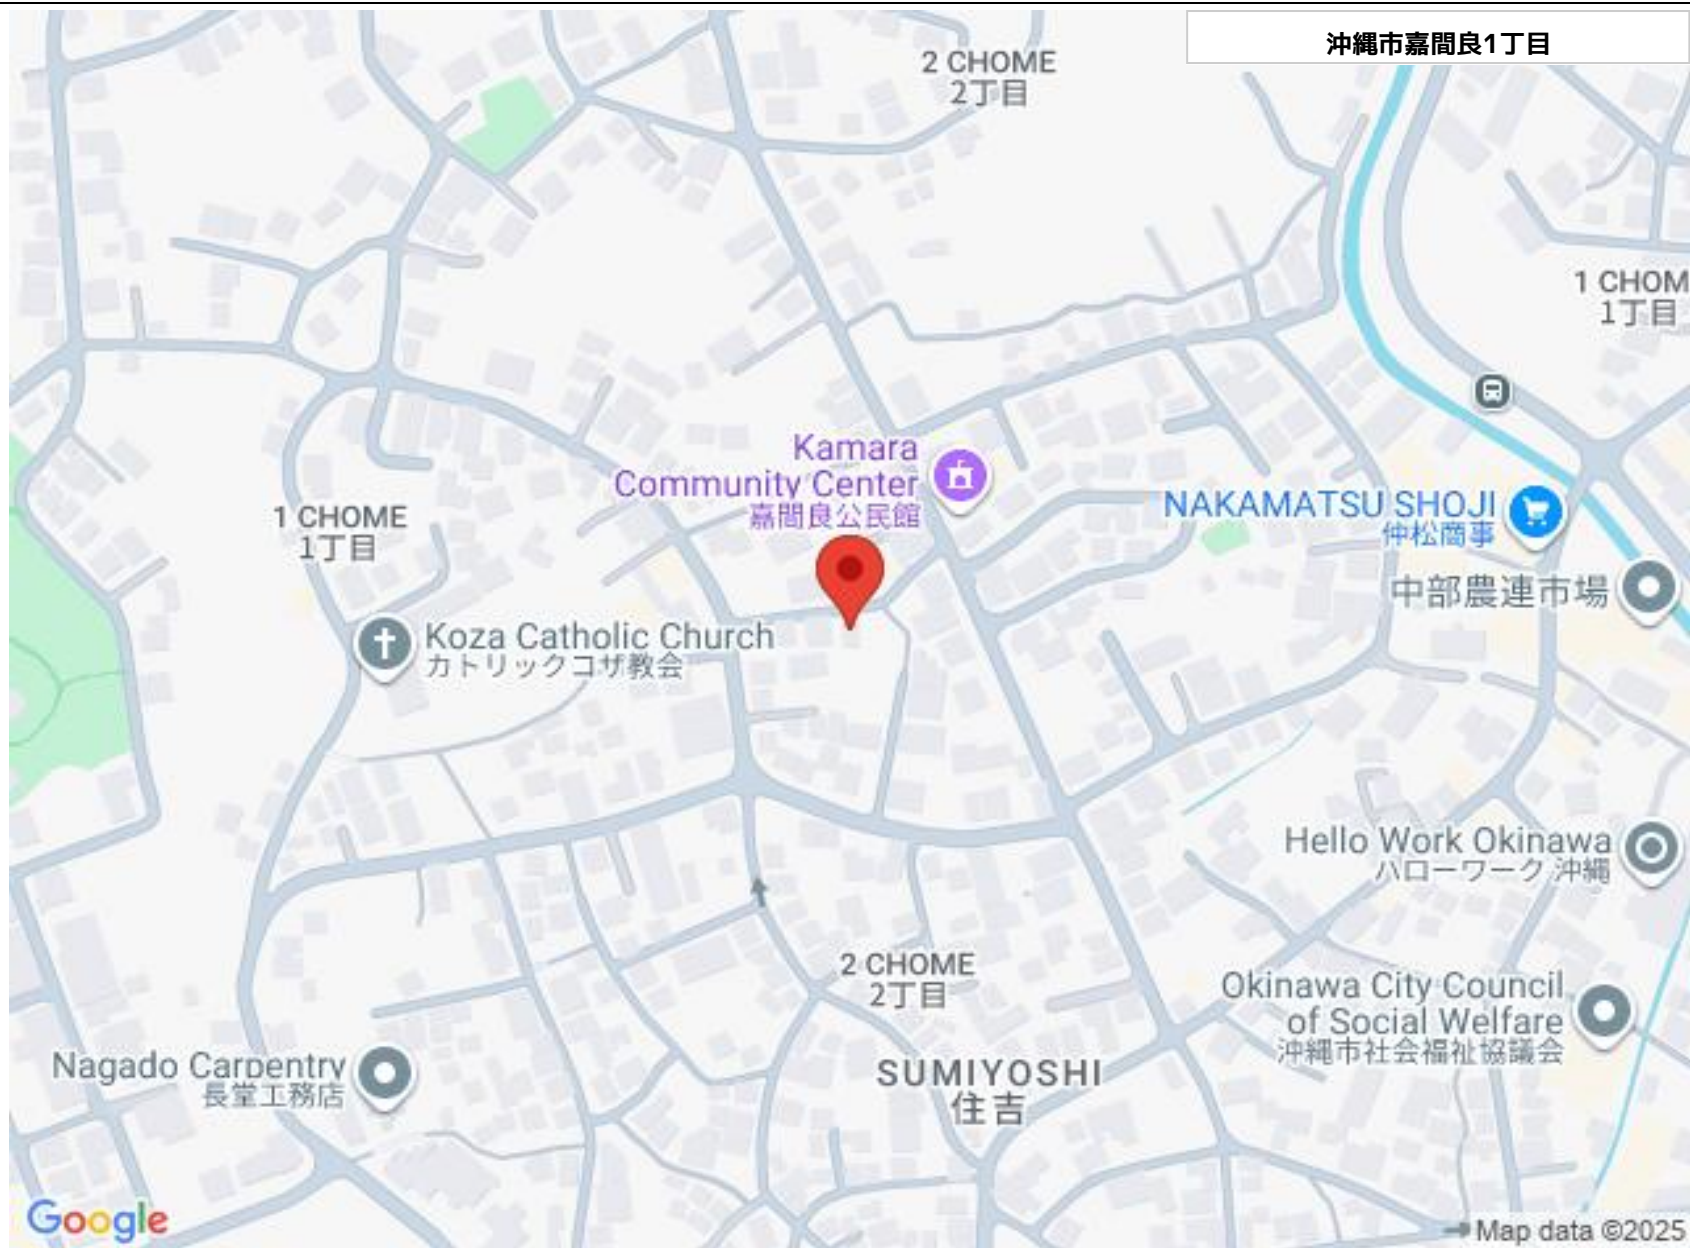 沖縄市嘉間良1丁目
2 CHOME
2丁目
1 CHOM
1丁目
Kamara
Community Center
嘉間良公民館
NAKAMATSU SHOJI
仲松商事
1 CHOME
1丁目
中部農連市場
Koza Catholic Church
カトリックコザ教会
Hello Work Okinawa
ハローワーク 沖縄
2 CHOME
2丁目
Okinawa City Council
of Social Welfare
沖縄市社会福祉協議会
Nagado Carpentry
長堂工務店
SUMIYOSHI
住吉
Google
Map data ©2025